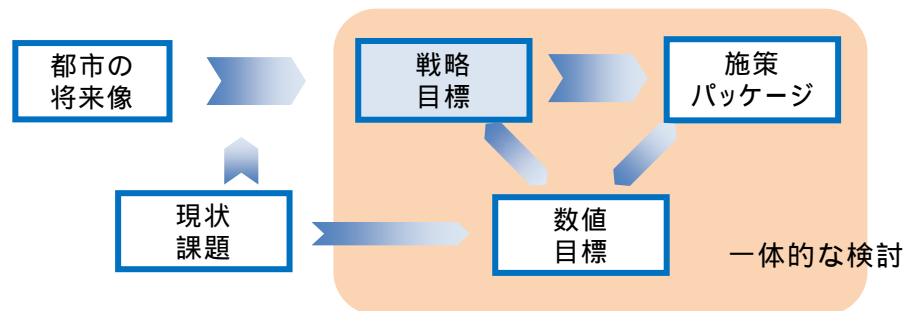 都市の
将来像
戦略
目標
施策
パッケージ
現状
課題
数値
目標
一体的な検討